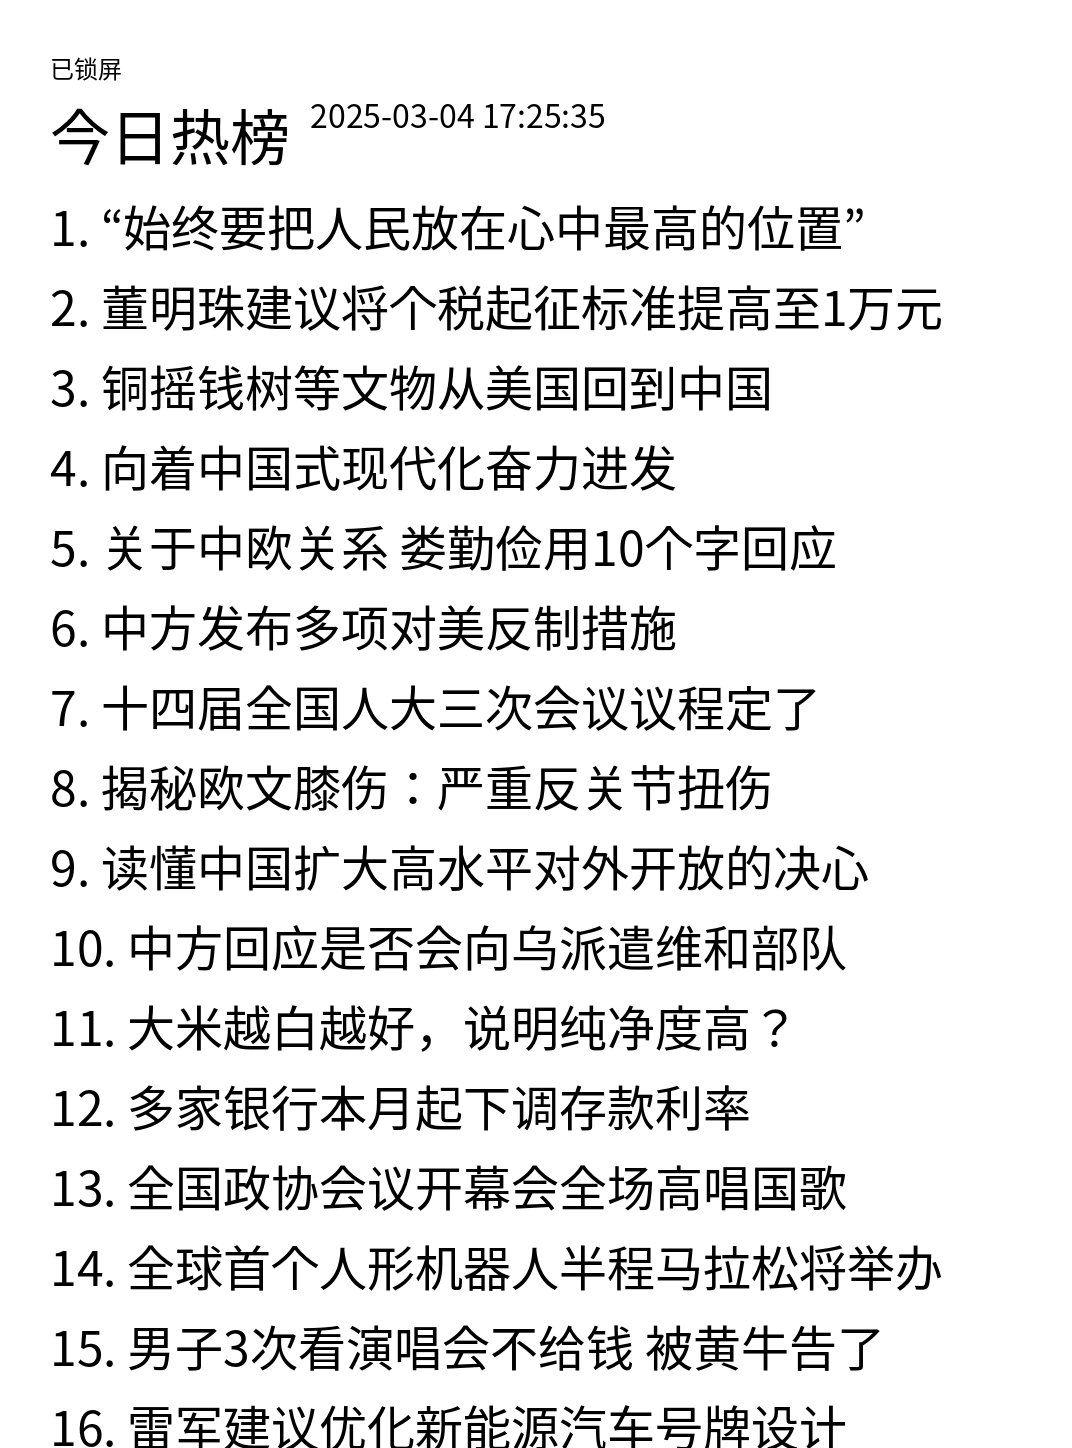 已锁屏
今日热榜 2025-03-04 17:25:35
1. “始终要把人民放在心中最高的位置”
2. 董明珠建议将个税起征标准提高至1万元
3. 铜摇钱树等文物从美国回到中国
4. 向着中国式现代化奋力进发
5. 关于中欧关系 娄勤俭用10个字回应
6. 中方发布多项对美反制措施
7. 十四届全国人大三次会议议程定了
8. 揭秘欧文膝伤：严重反关节扭伤
9. 读懂中国扩大高水平对外开放的决心
10. 中方回应是否会向乌派遣维和部队
11. 大米越白越好，说明纯净度高？
12. 多家银行本月起下调存款利率
13. 全国政协会议开幕会全场高唱国歌
14. 全球首个人形机器人半程马拉松将举办
15. 男子3次看演唱会不给钱 被黄牛告了
16. 雷军建议优化新能源汽车号牌设计